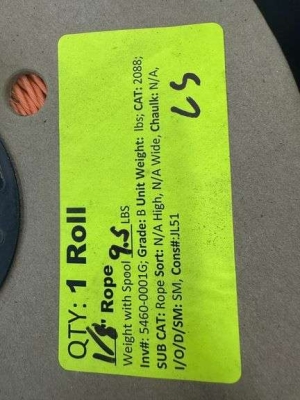 QTY: 1 Roll
1/8" Rope
Weight with Spool 9.5 LBS
Inv#: 5460-0001G; Grade: B Unit Weight: lbs; CAT: 2088;
SUB CAT: Rope Sort: N/A High, N/A Wide, Chaulk: N/A,
I/O/D/SM: SM, Cons#:JL51
LS